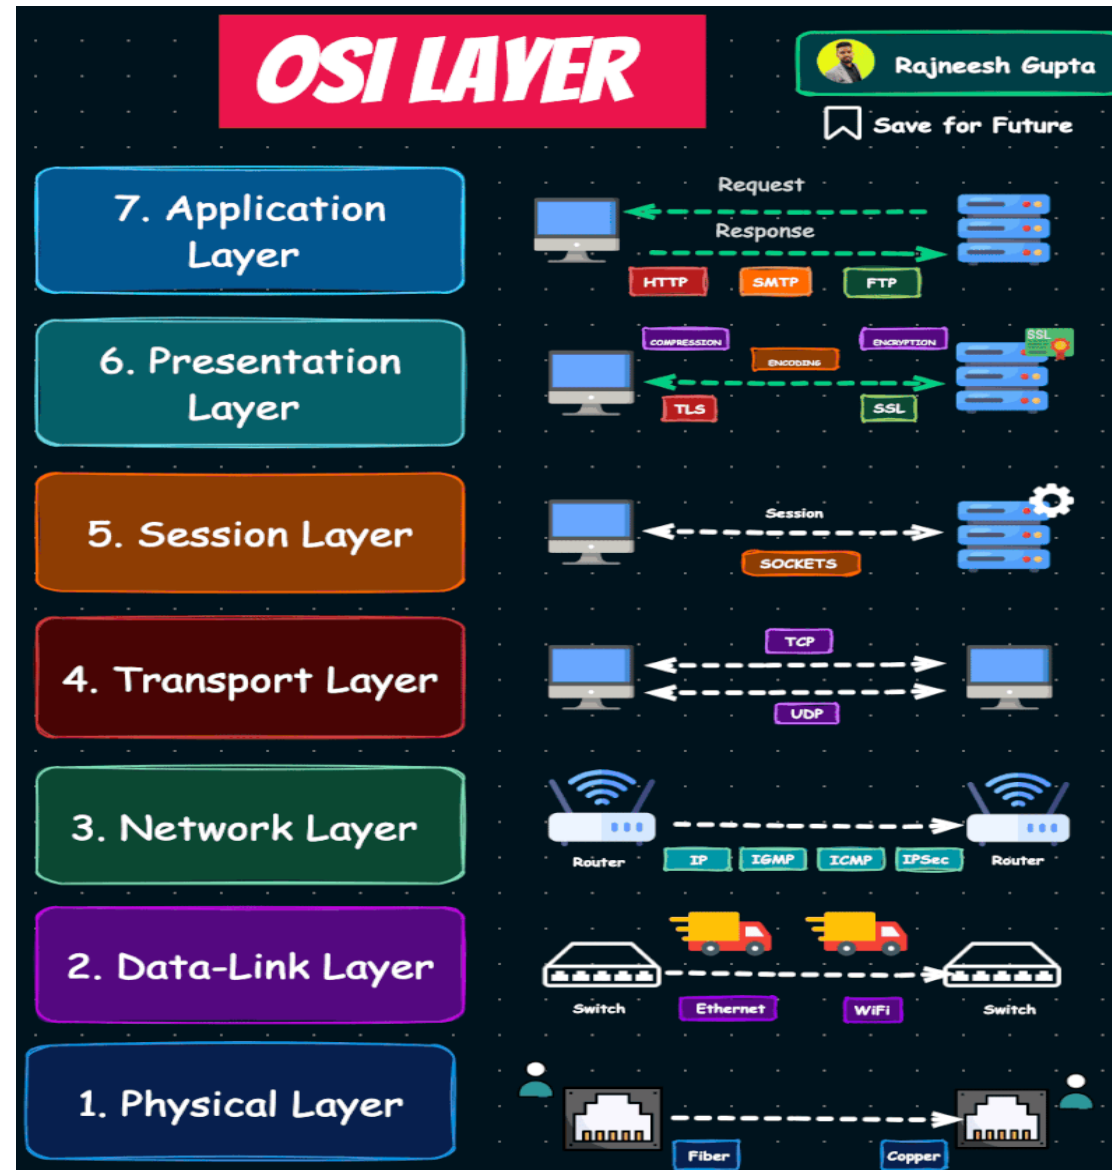 OSI LAYER
Rajneesh Gupta
Save for Future
7. Application
Layer
Request
Response
HTTP SMTP FTP
6. Presentation
Layer
COMPRESSION
ENCODING
ENCRYPTION
SSL
TLS
SSL
5. Session Layer
Session
SOCKETS
4. Transport Layer
TCP
UDP
3. Network Layer
Router
IP IGMP ICMP IPSec
Router
2. Data-Link Layer
Switch
Ethernet
WiFi
Switch
1. Physical Layer
Fiber
Copper